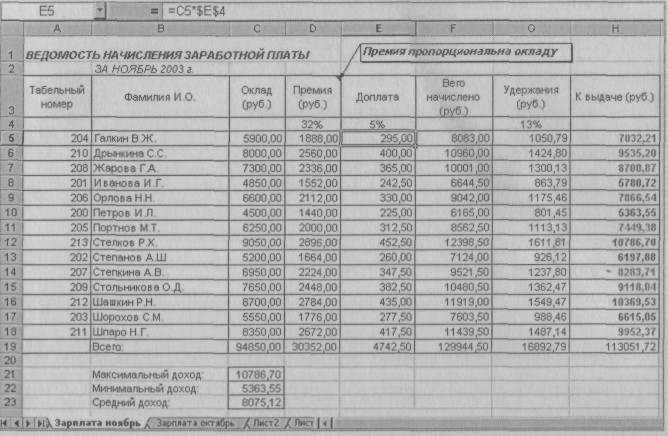 E5 = =C5*$E$4
A B C D E F G H
1 ВЕДОМОСТЬ НАЧИСЛЕНИЯ ЗАРАБОТНОЙ ПЛАТЫ Премия пропорциональна окладу
2 ЗА НОЯБРЬ 2003 г.
3 Табельный номер Фамилия И.О. Оклад (руб.) Премия (руб.) Доплата Вего начислено (руб.) Удержания (руб.) К выдаче (руб.)
4 32% 5% 13%
5 204 Галкин В.Ж. 5900,00 1888,00 295,00 8083,00 1050,79 7032,21
6 210 Дрынкина С.С. 8000,00 2560,00 400,00 10960,00 1424,80 9535,20
7 208 Жарова Г.А. 7300,00 2336,00 365,00 10001,00 1300,13 8700,87
8 201 Иванова И.Г. 4850,00 1552,00 242,50 6644,50 863,79 5780,72
9 206 Орлова Н.Н. 6600,00 2112,00 330,00 9042,00 1175,46 7866,54
10 200 Петров И.Л. 4500,00 1440,00 225,00 6165,00 801,45 5363,55
11 205 Портнов М.Т. 6250,00 2000,00 312,50 8562,50 1113,13 7449,38
12 213 Стелков Р.Х. 9050,00 2896,00 452,50 12398,50 1611,81 10786,70
13 202 Степанов А.Ш 5200,00 1664,00 260,00 7124,00 926,12 6197,88
14 207 Степкина А.В. 6950,00 2224,00 347,50 9521,50 1237,80 8283,71
15 209 Стольникова О.Д. 7650,00 2448,00 382,50 10480,50 1362,47 9118,04
16 212 Шашкин Р.Н. 8700,00 2784,00 435,00 11919,00 1549,47 10369,53
17 203 Шорохов С.М. 5550,00 1776,00 277,50 7603,50 988,46 6615,05
18 211 Шпаро Н.Г. 8350,00 2672,00 417,50 11439,50 1487,14 9952,37
19 Всего: 94850,00 30352,00 4742,50 129944,50 16892,79 113051,72
20
21 Максимальный доход: 10786,70
22 Минимальный доход: 5363,55
23 Средний доход: 8075,12
Зарплата ноябрь Зарплата октябрь Лист2 Лист